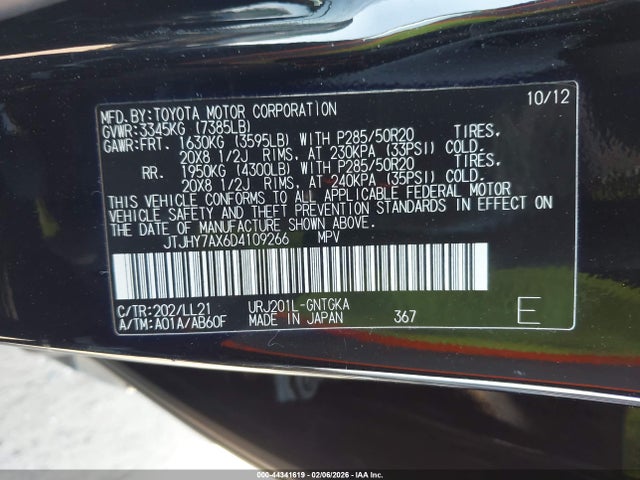 MFD.BY:TOYOTA MOTOR CORPORATION 10/12
GVWR:3345KG (7385LB)
GAWR:FRT. 1630KG (3595LB) WITH P285/50R20 TIRES,
20X8 1/2J RIMS, AT 230KPA (33PSI) COLD.
RR. 1950KG (4300LB) WITH P285/50R20 TIRES,
20X8 1/2J RIMS, AT 240KPA (35PSI) COLD.
THIS VEHICLE CONFORMS TO ALL APPLICABLE FEDERAL MOTOR
VEHICLE SAFETY AND THEFT PREVENTION STANDARDS IN EFFECT ON
THE DATE OF MANUFACTURE SHOWN ABOVE.
JTJHY7AX6D4109266 MPV
C/TR:202/LL21 URJ201L-GNTGKA
A/TM:A01A/AB60F MADE IN JAPAN 367 E
000-44341619 - 02/06/2026 - IAA Inc.